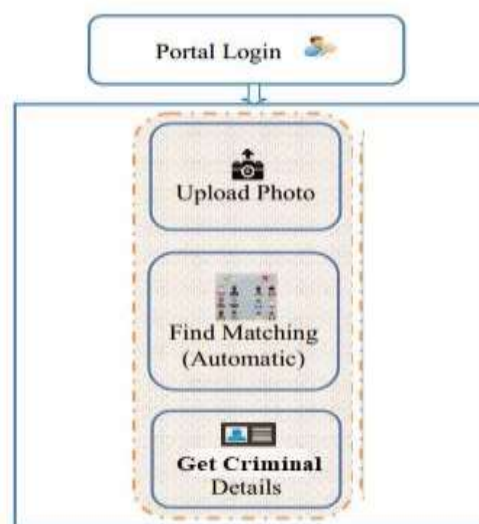 Portal Login
Upload Photo
Find Matching
(Automatic)
Get Criminal
Details